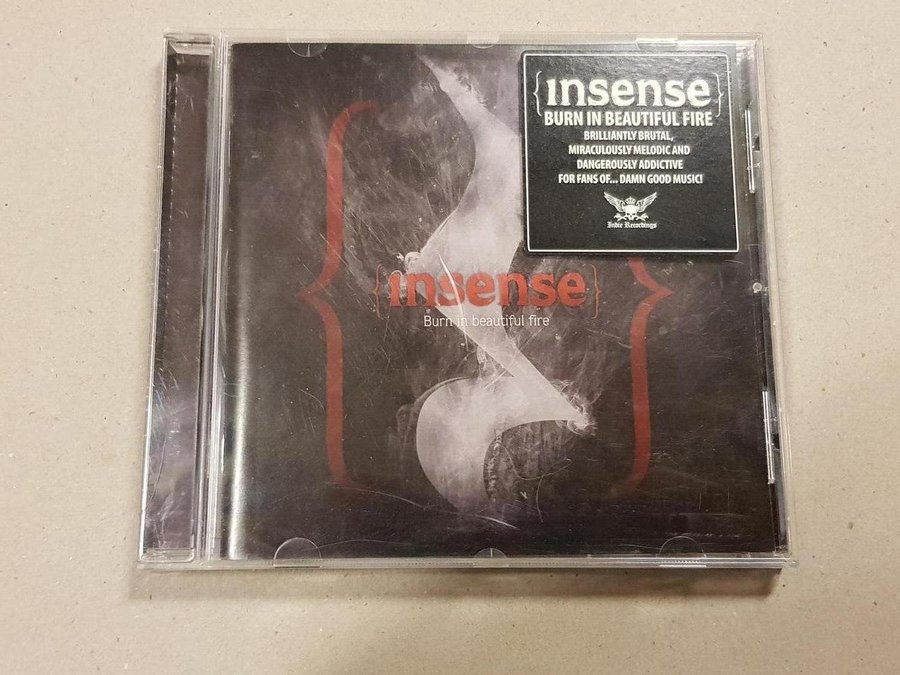 {insense}
BURN IN BEAUTIFUL FIRE
BRILLIANTLY BRUTAL,
MIRACULOUSLY MELODIC AND
DANGEROUSLY ADDICTIVE
FOR FANS OF... DAMN GOOD MUSIC!
Indie Recordings
{insense}
Burn in beautiful fire